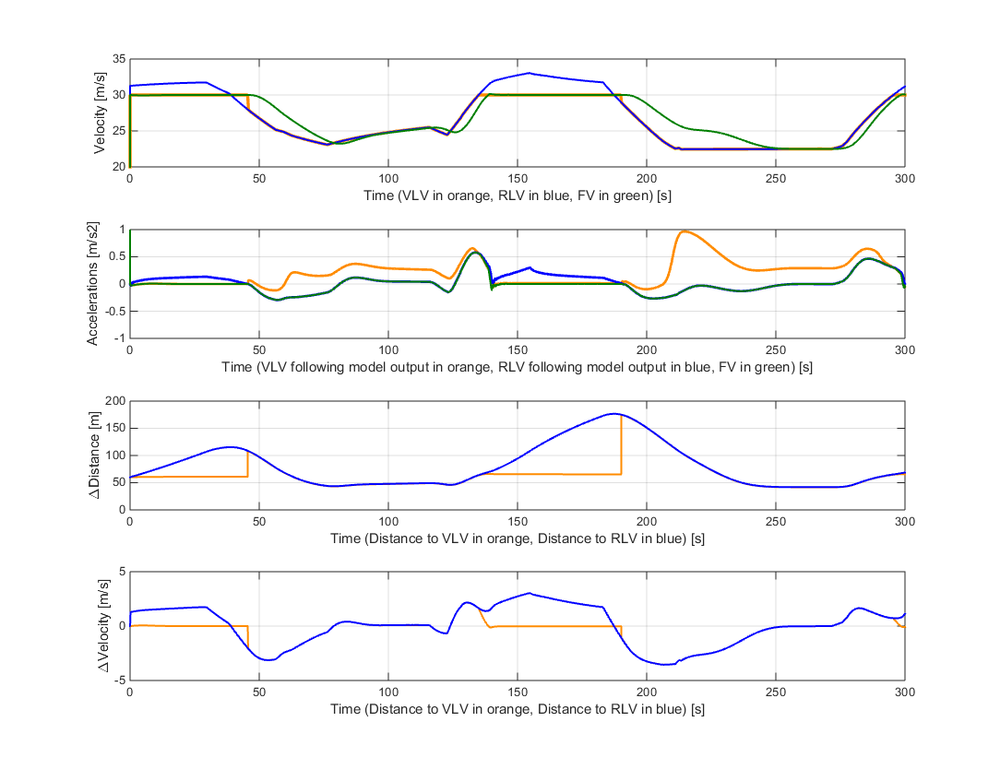 35
30
25
20
Velocity [m/s]
0 50 100 150 200 250 300
Time (VLV in orange, RLV in blue, FV in green) [s]
1
0.5
0
-0.5
-1
Accelerations [m/s2]
0 50 100 150 200 250 300
Time (VLV following model output in orange, RLV following model output in blue, FV in green) [s]
200
150
100
50
0
ΔDistance [m]
0 50 100 150 200 250 300
Time (Distance to VLV in orange, Distance to RLV in blue) [s]
5
0
-5
ΔVelocity [m/s]
0 50 100 150 200 250 300
Time (Distance to VLV in orange, Distance to RLV in blue) [s]